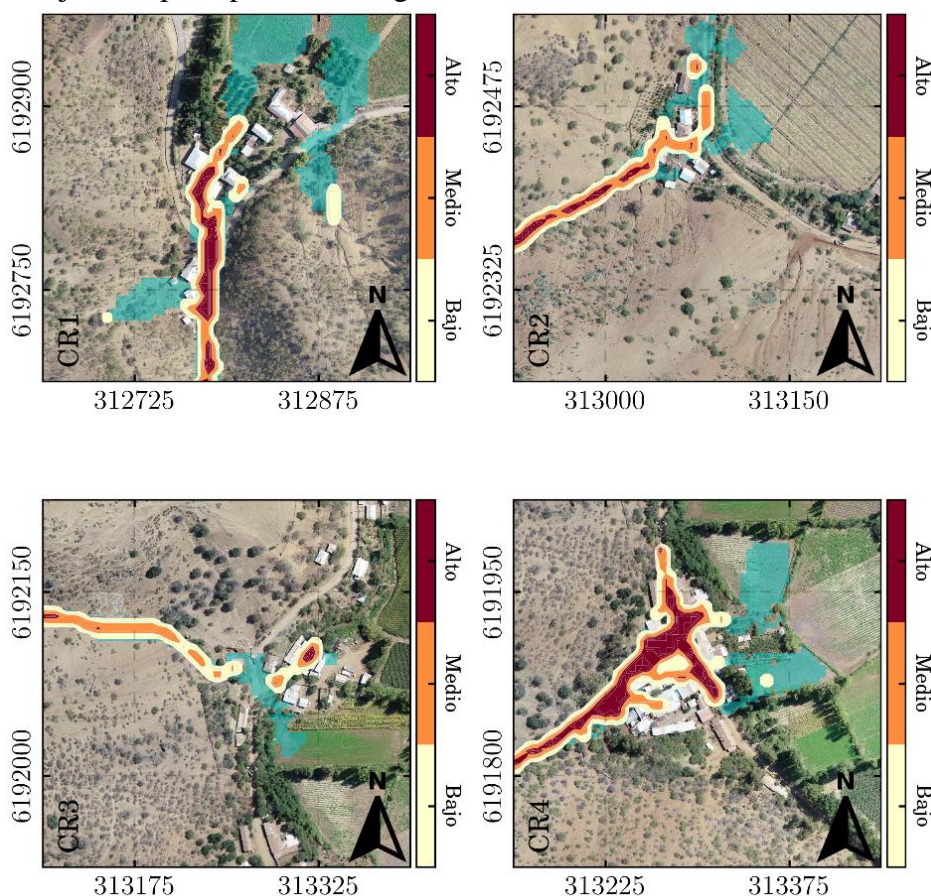 6192900
6192750
CR1
N
Alto
Medio
Bajo
312725 312875
6192475
6192325
CR2
N
Alto
Medio
Bajo
313000 313150
6192150
6192000
CR3
N
Alto
Medio
Bajo
313175 313325
6191950
6191800
CR4
N
Alto
Medio
Bajo
313225 313375